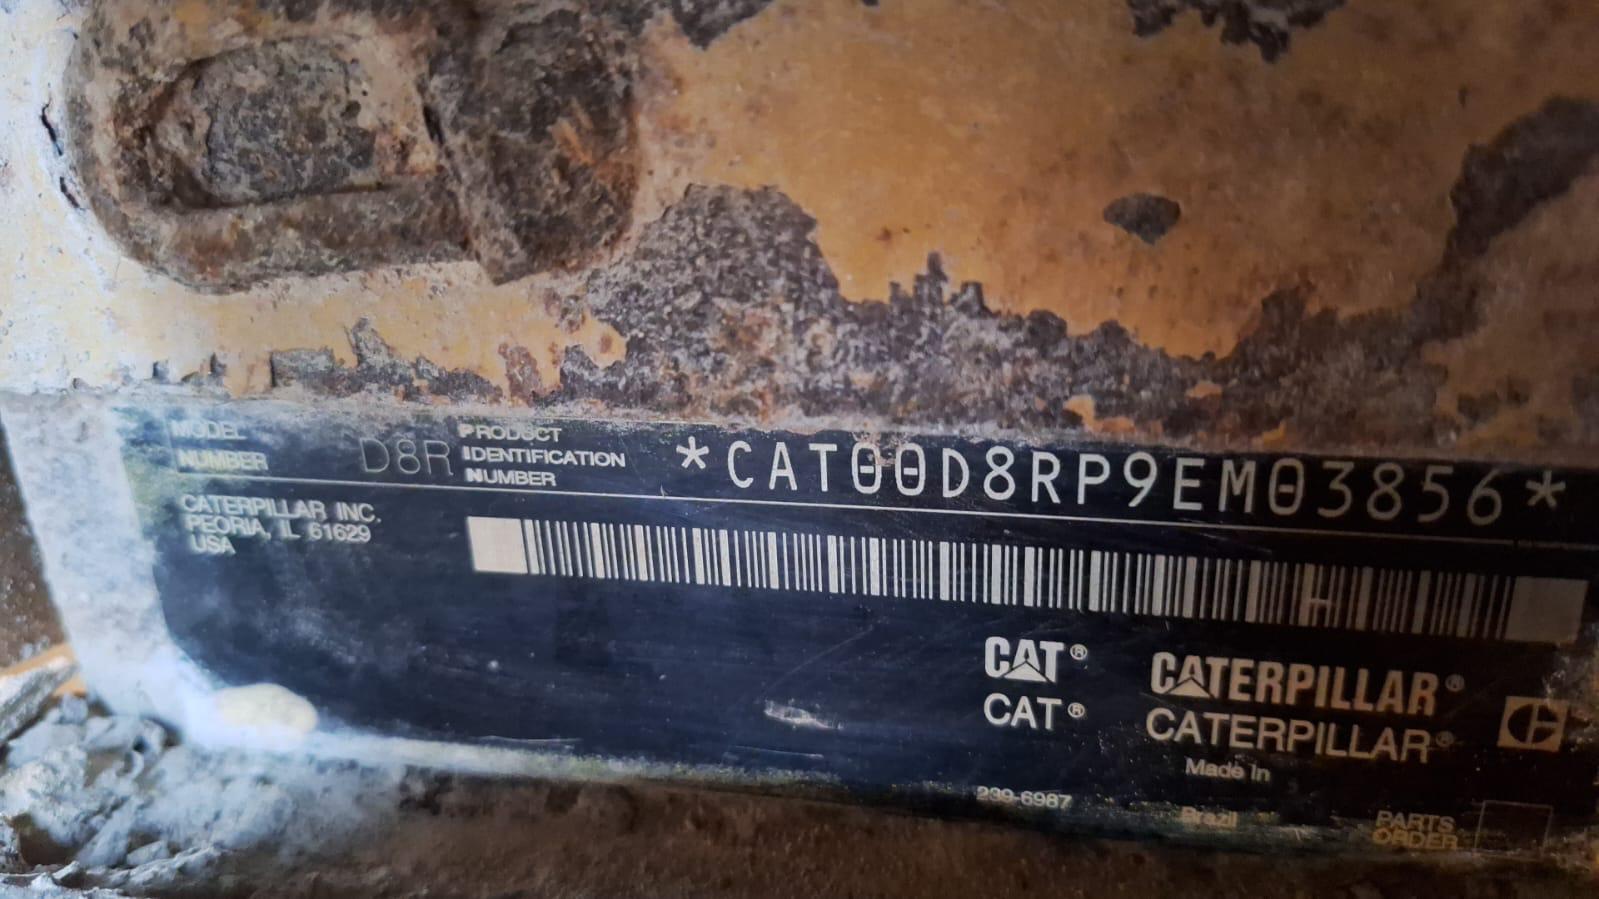 MODEL NUMBER D8R
PRODUCT IDENTIFICATION NUMBER *CAT00D8RP9EM03856*
CATERPILLAR INC.
PEORIA, IL 61629
USA
CAT® CATERPILLAR®
CAT® CATERPILLAR®
Made In
Brazil
239-6987
PARTS
ORDER